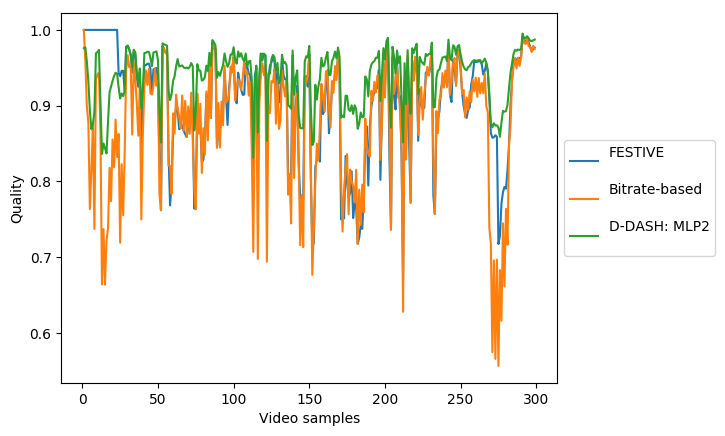 1.0
0.9
0.8
0.7
0.6
Quality
0 50 100 150 200 250 300
Video samples
FESTIVE
Bitrate-based
D-DASH: MLP2